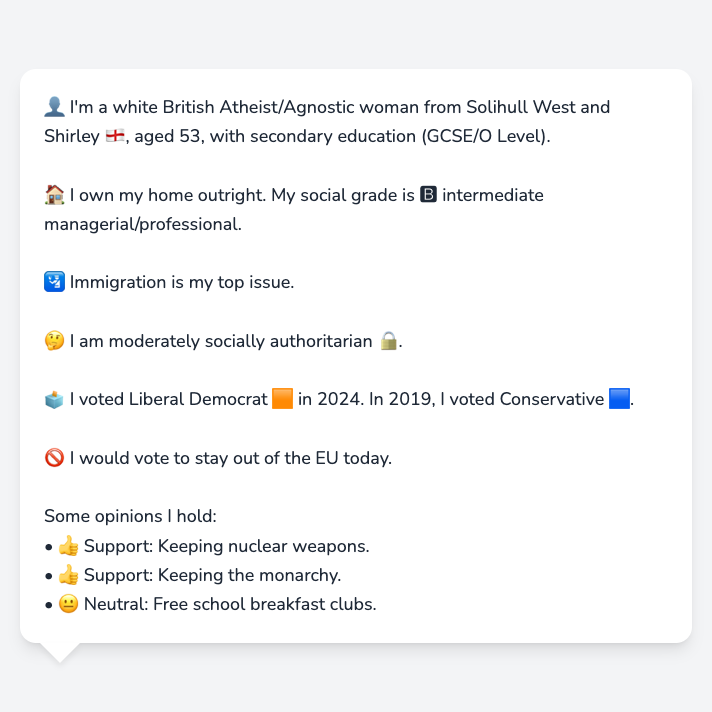 👤 I'm a white British Atheist/Agnostic woman from Solihull West and
Shirley 🏴󠁧󠁢󠁥󠁮󠁧󠁿, aged 53, with secondary education (GCSE/O Level).
🏠 I own my home outright. My social grade is 🅱 intermediate
managerial/professional.
🛂 Immigration is my top issue.
🤔 I am moderately socially authoritarian 🔒.
🗳️ I voted Liberal Democrat 🟧 in 2024. In 2019, I voted Conservative 🟦.
🚫 I would vote to stay out of the EU today.
Some opinions I hold:
• 👍 Support: Keeping nuclear weapons.
• 👍 Support: Keeping the monarchy.
• 😐 Neutral: Free school breakfast clubs.